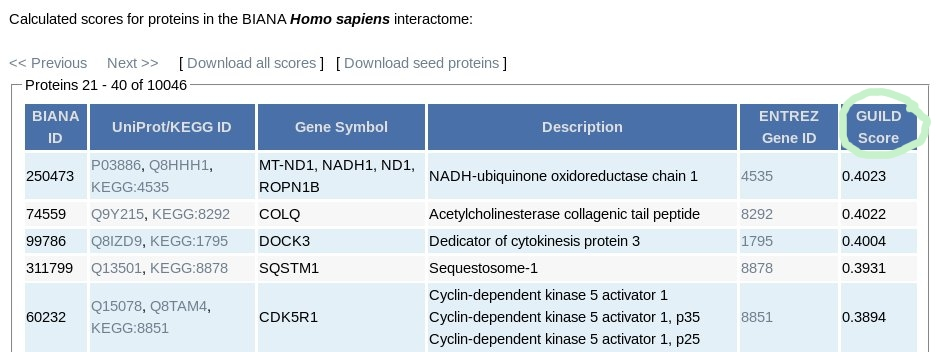 Calculated scores for proteins in the BIANA Homo sapiens interactome:
<< Previous Next >> [ Download all scores ] [ Download seed proteins ]
Proteins 21 - 40 of 10046
BIANA ID UniProt/KEGG ID Gene Symbol Description ENTREZ Gene ID GUILD Score
250473 P03886, Q8HHH1, KEGG:4535 MT-ND1, NADH1, ND1, ROPN1B NADH-ubiquinone oxidoreductase chain 1 4535 0.4023
74559 Q9Y215, KEGG:8292 COLQ Acetylcholinesterase collagenic tail peptide 8292 0.4022
99786 Q8IZD9, KEGG:1795 DOCK3 Dedicator of cytokinesis protein 3 1795 0.4004
311799 Q13501, KEGG:8878 SQSTM1 Sequestosome-1 8878 0.3931
60232 Q15078, Q8TAM4, KEGG:8851 CDK5R1 Cyclin-dependent kinase 5 activator 1 Cyclin-dependent kinase 5 activator 1, p35 Cyclin-dependent kinase 5 activator 1, p25 8851 0.3894